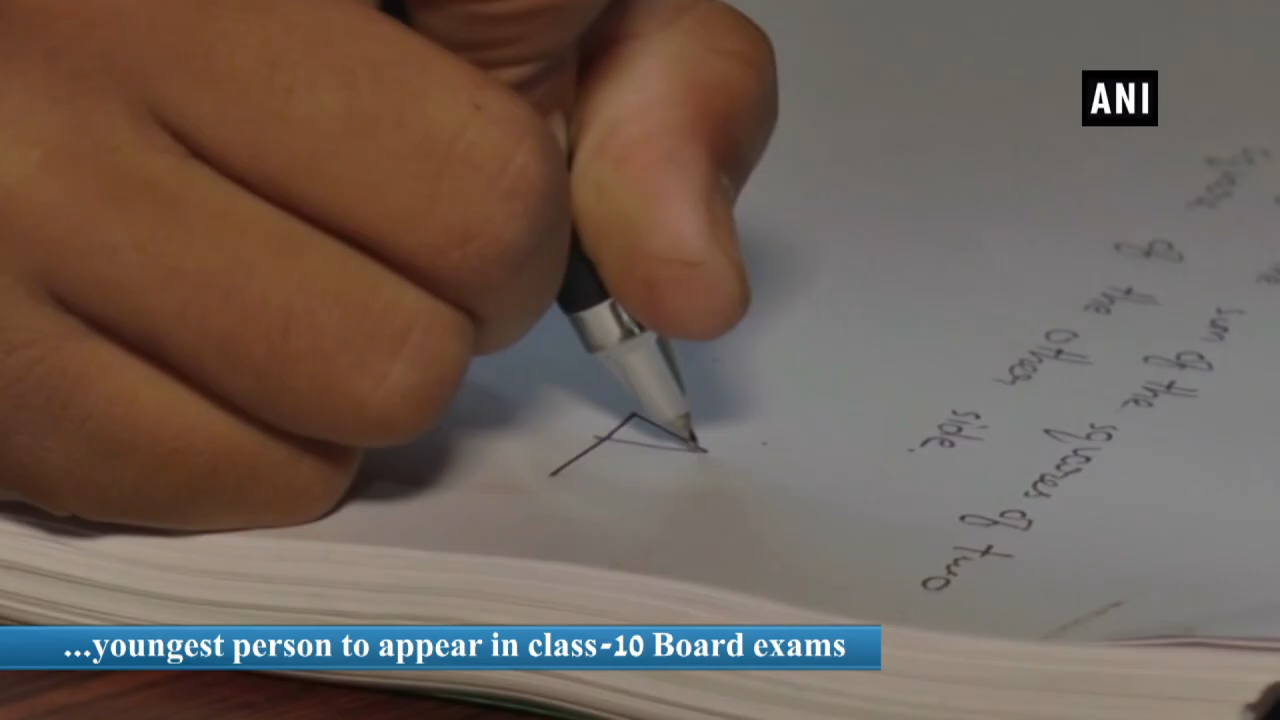 ANI
sum of the squares of two
of the other side.
...youngest person to appear in class-10 Board exams